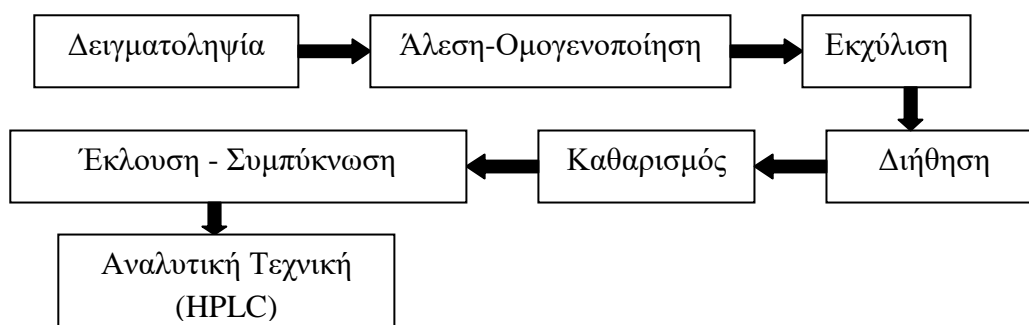 Δειγματοληψία
Άλεση-Ομογενοποίηση
Εκχύλιση
Διήθηση
Καθαρισμός
Έκλουση - Συμπύκνωση
Αναλυτική Τεχνική
(HPLC)